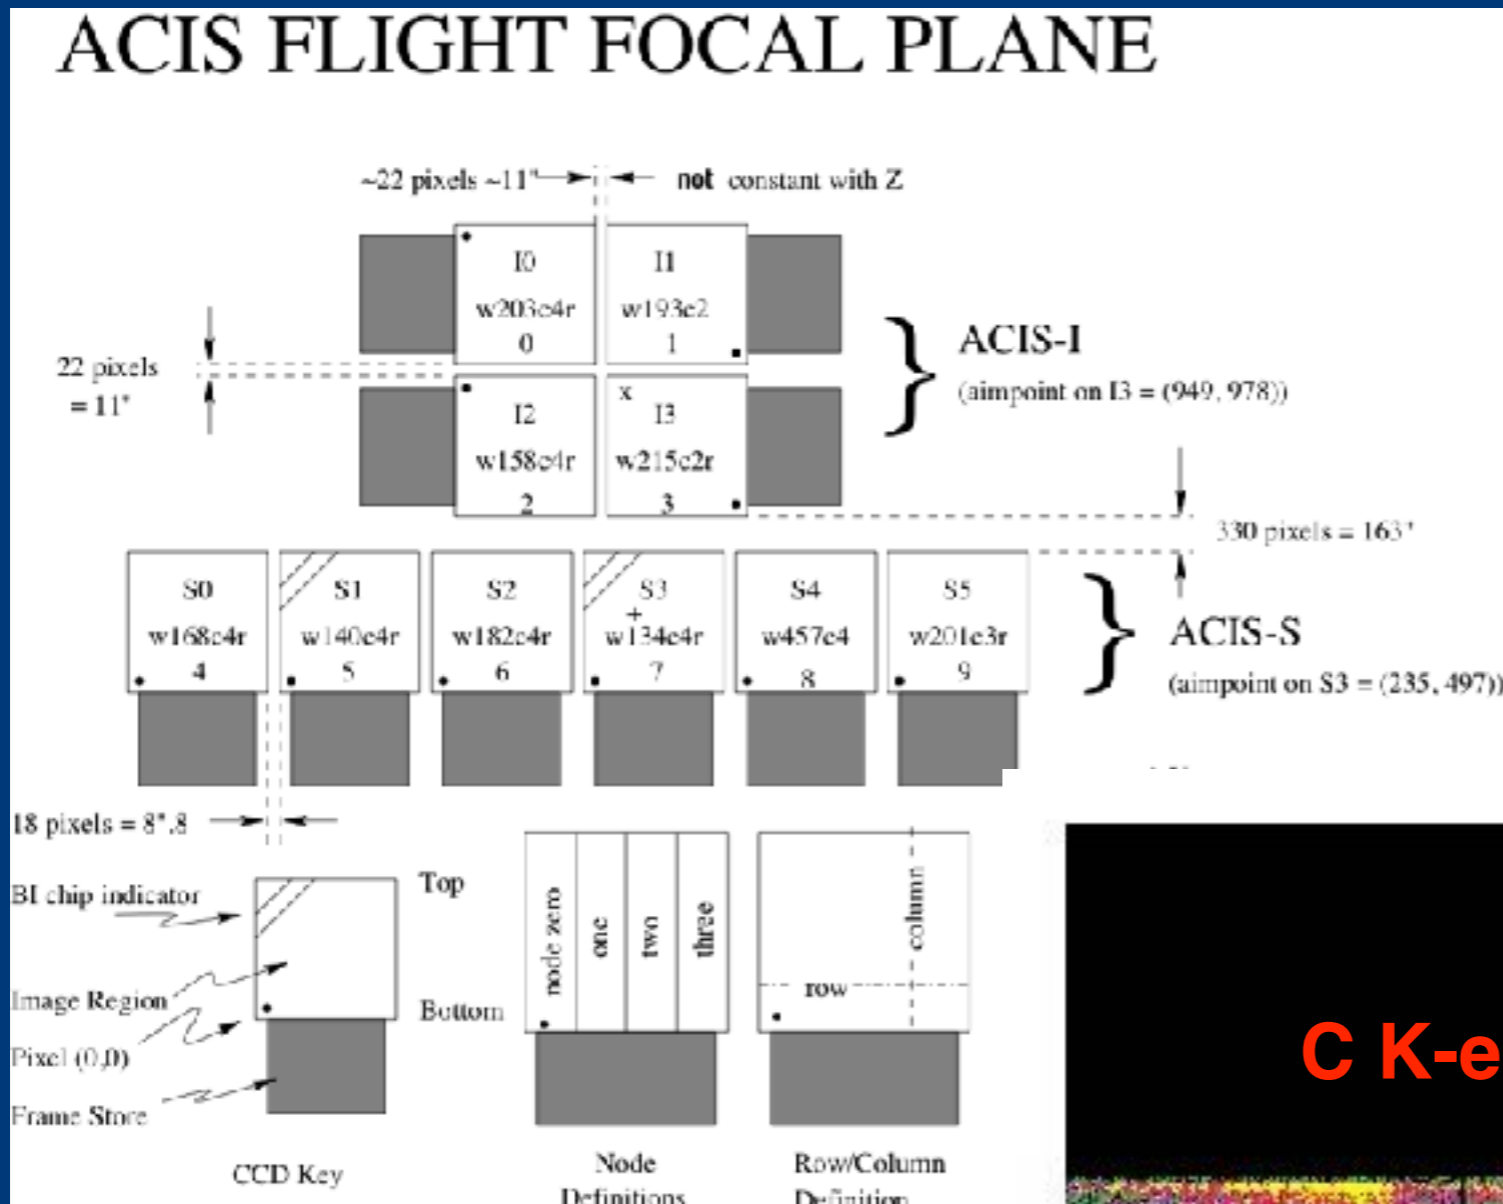 ACIS FLIGHT FOCAL PLANE
~22 pixels ~11" not constant with Z
I0
w203c4r
0
I1
w193c2
1
22 pixels
= 11"
ACIS-I
(aimpoint on I3 = (949, 978))
I2
w158c4r
2
x
I3
w215c2r
3
330 pixels = 163"
S0
w168c4r
4
S1
w140c4r
5
S2
w182c4r
6
S3
+
w134c4r
7
S4
w457c4
8
S5
w201c3r
9
ACIS-S
(aimpoint on S3 = (235, 497))
18 pixels = 8".8
BI chip indicator
Image Region
Pixel (0,0)
Frame Store
Top
Bottom
CCD Key
node zero
one
two
three
Node
Definitions
column
row
Row/Column
Definition
C K-e